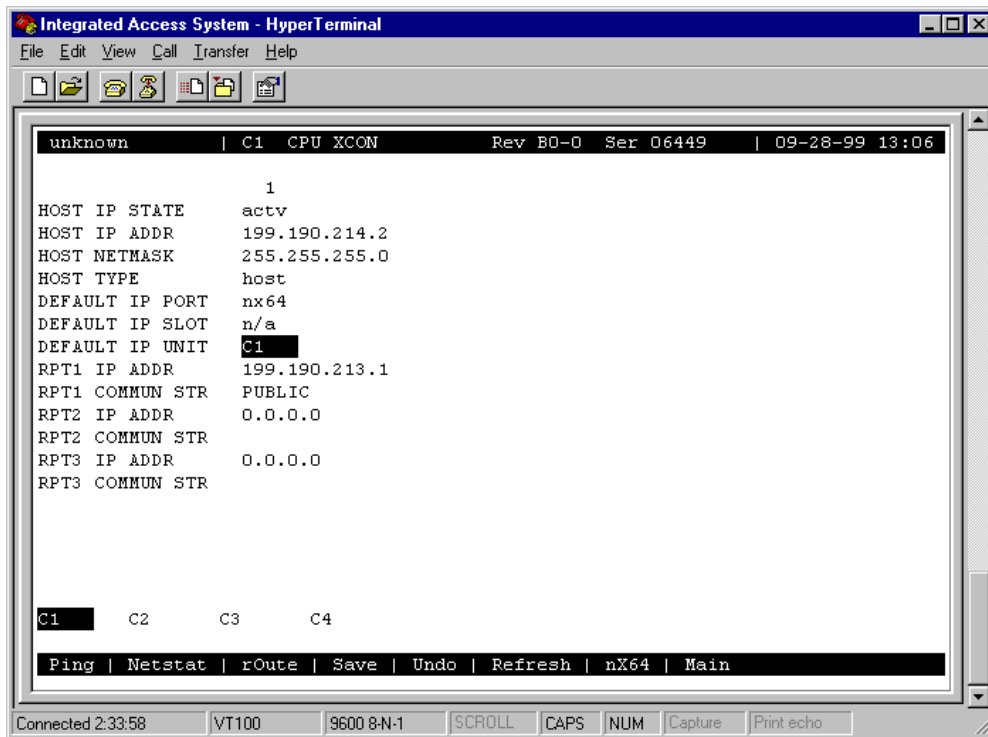 Integrated Access System - HyperTerminal
File Edit View Call Transfer Help
unknown | C1 CPU XCON Rev B0-0 Ser 06449 | 09-28-99 13:06
1
HOST IP STATE actv
HOST IP ADDR 199.190.214.2
HOST NETMASK 255.255.255.0
HOST TYPE host
DEFAULT IP PORT nx64
DEFAULT IP SLOT n/a
DEFAULT IP UNIT C1
RPT1 IP ADDR 199.190.213.1
RPT1 COMMUN STR PUBLIC
RPT2 IP ADDR 0.0.0.0
RPT2 COMMUN STR
RPT3 IP ADDR 0.0.0.0
RPT3 COMMUN STR
C1 C2 C3 C4
Ping | Netstat | rOute | Save | Undo | Refresh | nX64 | Main
Connected 2:33:58 VT100 9600 8-N-1 SCROLL CAPS NUM Capture Print echo